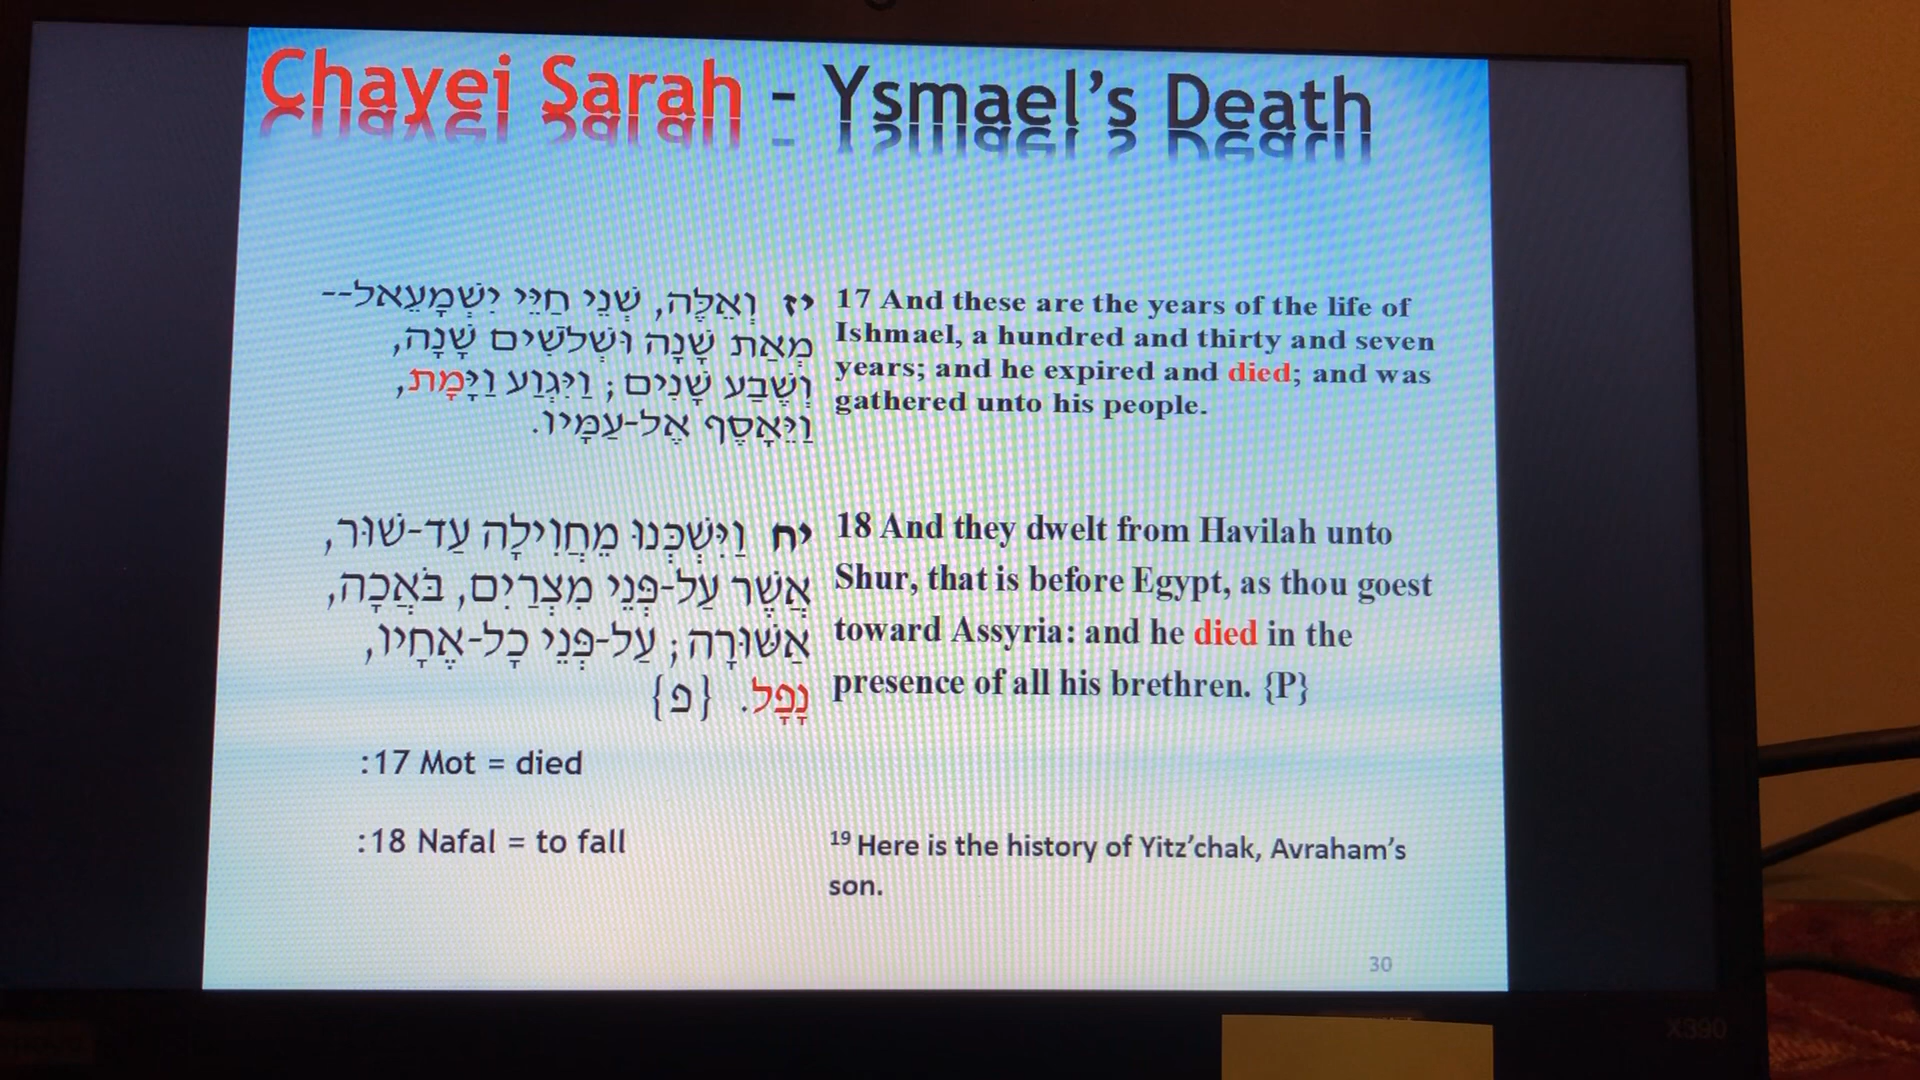 Chayei Sarah - Ysmael's Death
יז וְאֵלֶּה, שְׁנֵי חַיֵּי יִשְׁמָעֵאל--
מְאַת שָׁנָה וּשְׁלֹשִׁים שָׁנָה,
וְשֶׁבַע שָׁנִים; וַיִּגְוַע וַיָּמָת,
וַיֵּאָסֶף אֶל-עַמָּיו.
17 And these are the years of the life of
Ishmael, a hundred and thirty and seven
years; and he expired and died; and was
gathered unto his people.
יח וַיִּשְׁכְּנוּ מֵחֲוִילָה עַד-שׁוּר,
אֲשֶׁר עַל-פְּנֵי מִצְרַיִם, בֹּאֲכָה,
אַשּׁוּרָה; עַל-פְּנֵי כָל-אֶחָיו,
נָפָל. {פ}
18 And they dwelt from Havilah unto
Shur, that is before Egypt, as thou goest
toward Assyria: and he died in the
presence of all his brethren. {P}
:17 Mot = died
:18 Nafal = to fall
19 Here is the history of Yitz'chak, Avraham's
son.
30
X390